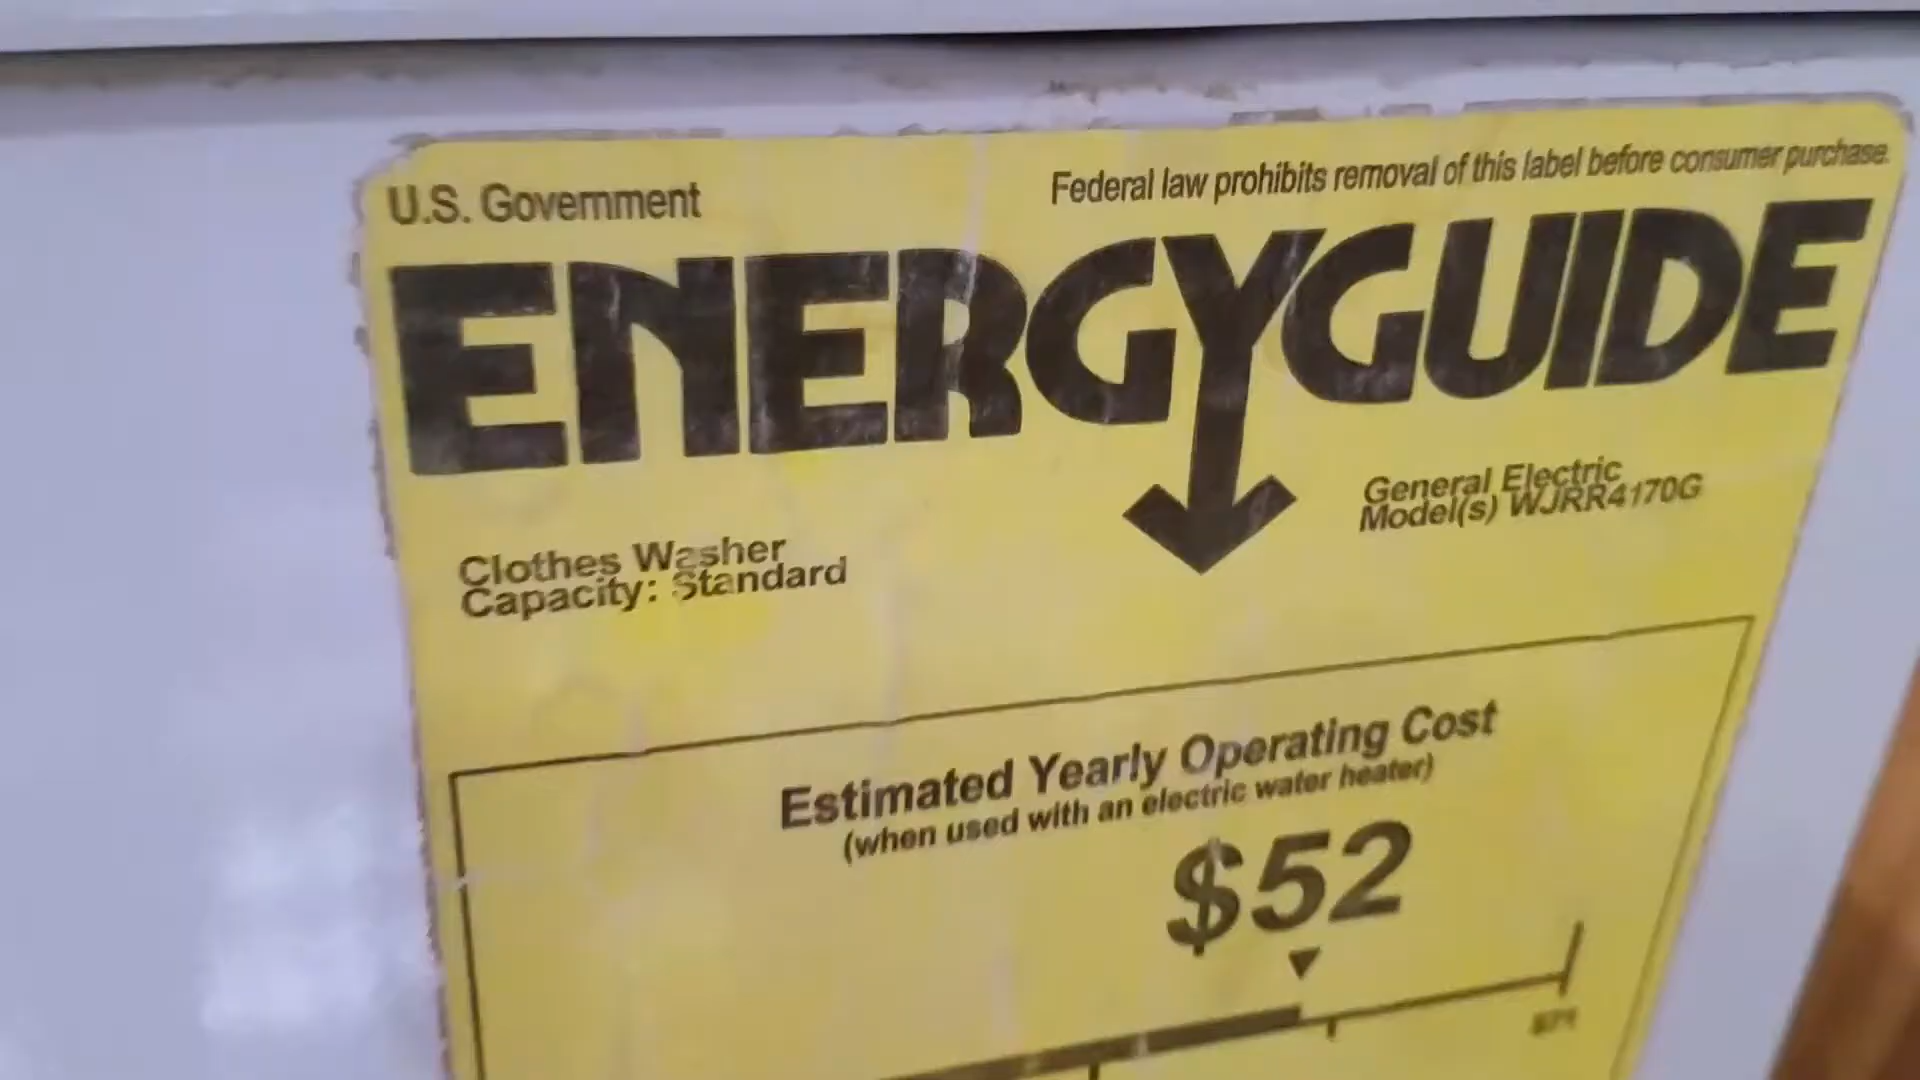 U.S. Government
Federal law prohibits removal of this label before consumer purchase.
ENERGYGUIDE
Clothes Washer
Capacity: Standard
General Electric
Model(s) WJRR4170G
Estimated Yearly Operating Cost
(when used with an electric water heater)
$52